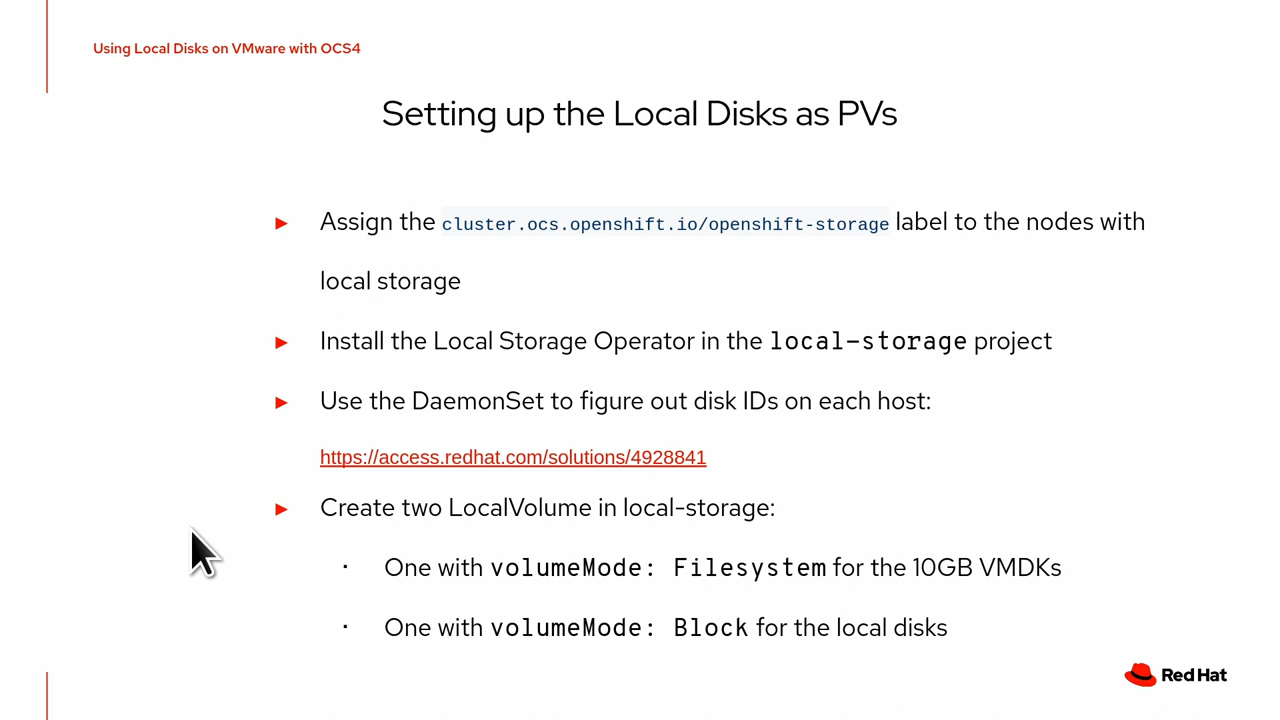 Using Local Disks on VMware with OCS4
Setting up the Local Disks as PVs
► Assign the cluster.ocs.openshift.io/openshift-storage label to the nodes with
local storage
► Install the Local Storage Operator in the local-storage project
► Use the DaemonSet to figure out disk IDs on each host:
https://access.redhat.com/solutions/4928841
► Create two LocalVolume in local-storage:
· One with volumeMode: Filesystem for the 10GB VMDKs
· One with volumeMode: Block for the local disks
Red Hat